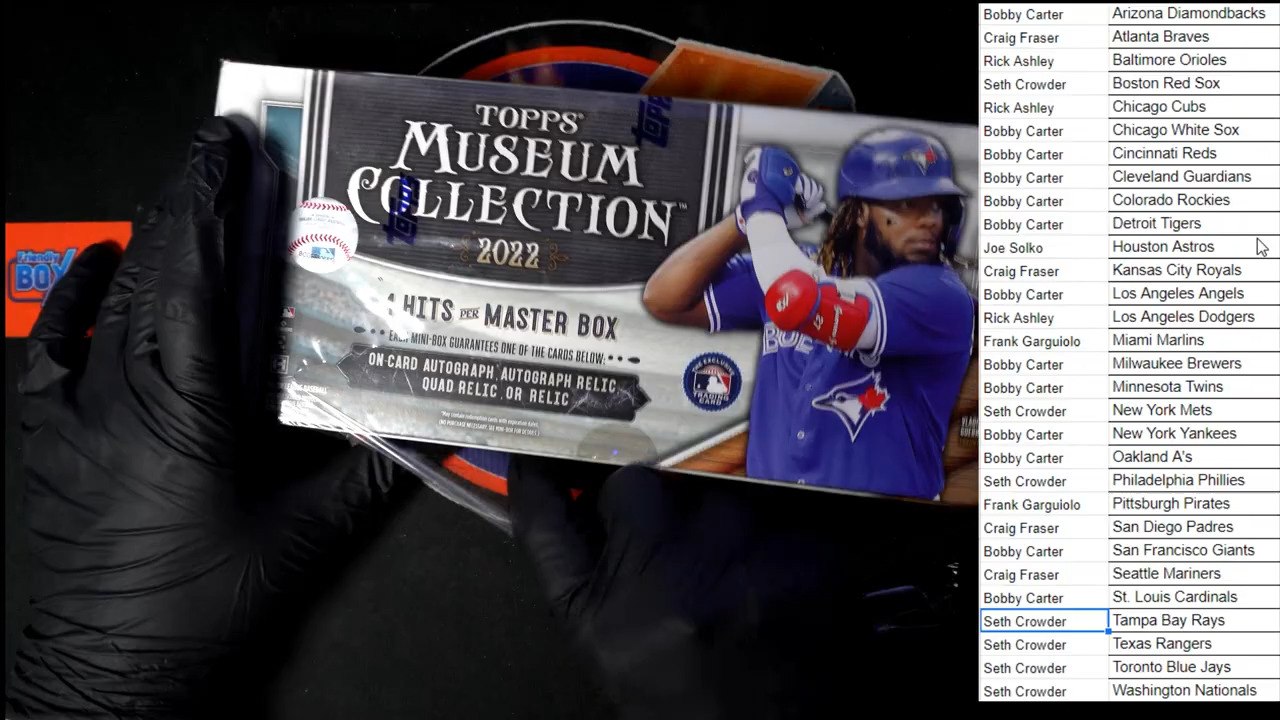 TOPPS
MUSEUM
COLLECTION™
2022
HITS PER MASTER BOX
EACH MINI-BOX GUARANTEES ONE OF THE CARDS BELOW:
ON-CARD AUTOGRAPH, AUTOGRAPH RELIC,
QUAD RELIC, OR RELIC
topps
topps
Friendly
BOX
Bobby Carter Arizona Diamondbacks
Craig Fraser Atlanta Braves
Rick Ashley Baltimore Orioles
Seth Crowder Boston Red Sox
Rick Ashley Chicago Cubs
Bobby Carter Chicago White Sox
Bobby Carter Cincinnati Reds
Bobby Carter Cleveland Guardians
Bobby Carter Colorado Rockies
Bobby Carter Detroit Tigers
Joe Solko Houston Astros
Craig Fraser Kansas City Royals
Bobby Carter Los Angeles Angels
Rick Ashley Los Angeles Dodgers
Frank Garguiolo Miami Marlins
Bobby Carter Milwaukee Brewers
Bobby Carter Minnesota Twins
Seth Crowder New York Mets
Bobby Carter New York Yankees
Bobby Carter Oakland A's
Seth Crowder Philadelphia Phillies
Frank Garguiolo Pittsburgh Pirates
Craig Fraser San Diego Padres
Bobby Carter San Francisco Giants
Craig Fraser Seattle Mariners
Bobby Carter St. Louis Cardinals
Seth Crowder Tampa Bay Rays
Seth Crowder Texas Rangers
Seth Crowder Toronto Blue Jays
Seth Crowder Washington Nationals